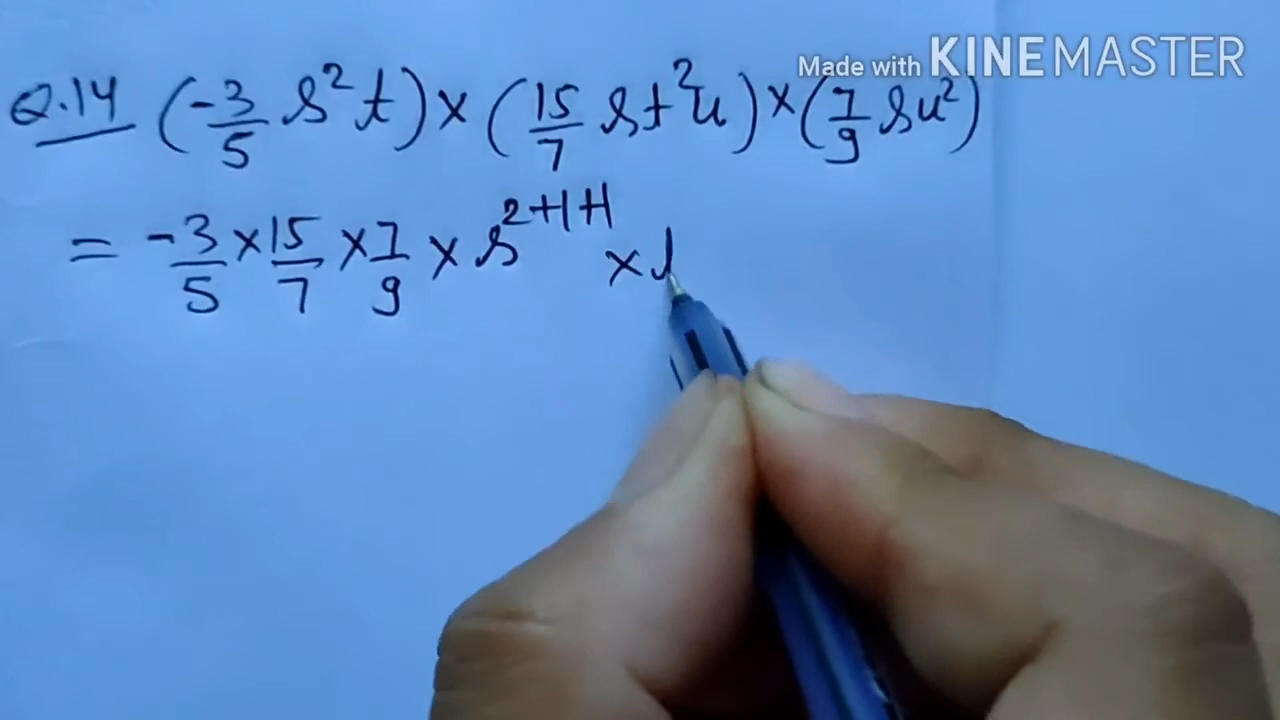 Made with KINEMASTER
Q.14 (-3/5 s²t) × (15/7 st²u) × (7/9 su²)
= -3/5 × 15/7 × 7/9 × s²⁺¹⁺¹ ×